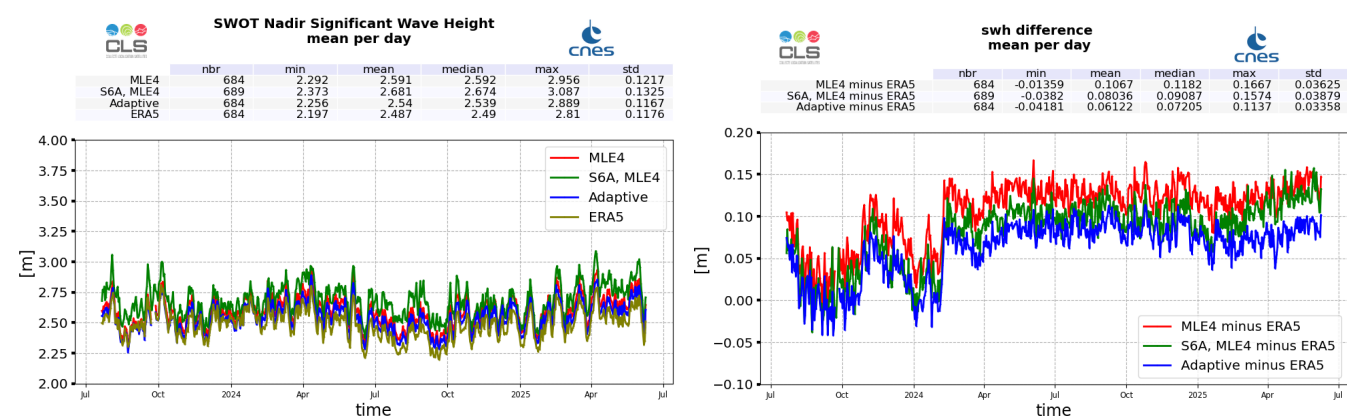 SWOT Nadir Significant Wave Height
mean per day
CLS
cnes
nbr min mean median max std
MLE4 684 2.292 2.591 2.592 2.956 0.1217
S6A, MLE4 689 2.373 2.681 2.674 3.087 0.1325
Adaptive 684 2.256 2.54 2.539 2.889 0.1167
ERA5 684 2.197 2.487 2.49 2.81 0.1176
4.00
3.75
3.50
3.25
3.00
2.75
2.50
2.25
2.00
[m]
MLE4
S6A, MLE4
Adaptive
ERA5
Jul Oct 2024 Apr Jul Oct 2025 Apr Jul
time
swh difference
mean per day
CLS
cnes
nbr min mean median max std
MLE4 minus ERA5 684 -0.01359 0.1067 0.1182 0.1667 0.03625
S6A, MLE4 minus ERA5 689 -0.0382 0.08036 0.09087 0.1574 0.03879
Adaptive minus ERA5 684 -0.04181 0.06122 0.07205 0.1137 0.03358
0.20
0.15
0.10
0.05
0.00
−0.05
−0.10
[m]
MLE4 minus ERA5
S6A, MLE4 minus ERA5
Adaptive minus ERA5
Jul Oct 2024 Apr Jul Oct 2025 Apr Jul
time